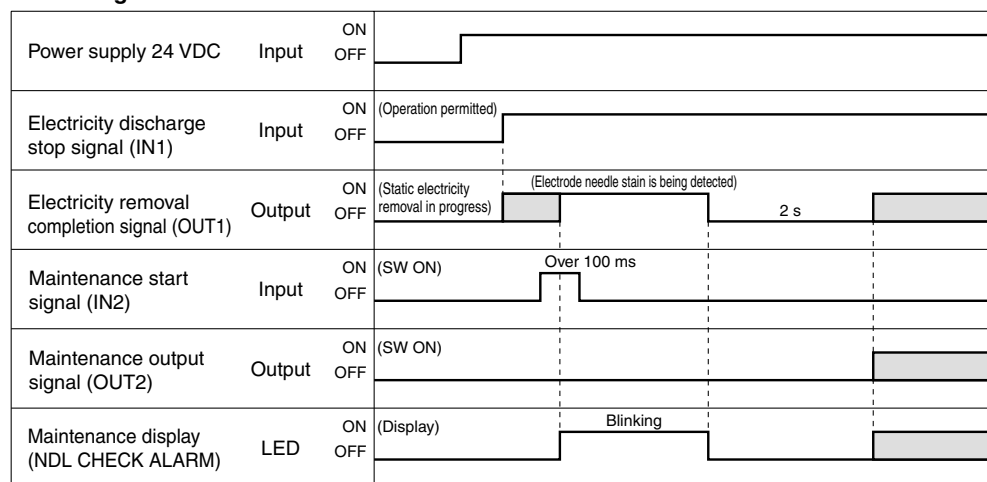 Power supply 24 VDC Input ON OFF
Electricity discharge stop signal (IN1) Input ON OFF (Operation permitted)
Electricity removal completion signal (OUT1) Output ON OFF (Static electricity removal in progress) (Electrode needle stain is being detected) 2 s
Maintenance start signal (IN2) Input ON OFF (SW ON) Over 100 ms
Maintenance output signal (OUT2) Output ON OFF (SW ON)
Maintenance display (NDL CHECK ALARM) LED ON OFF (Display) Blinking